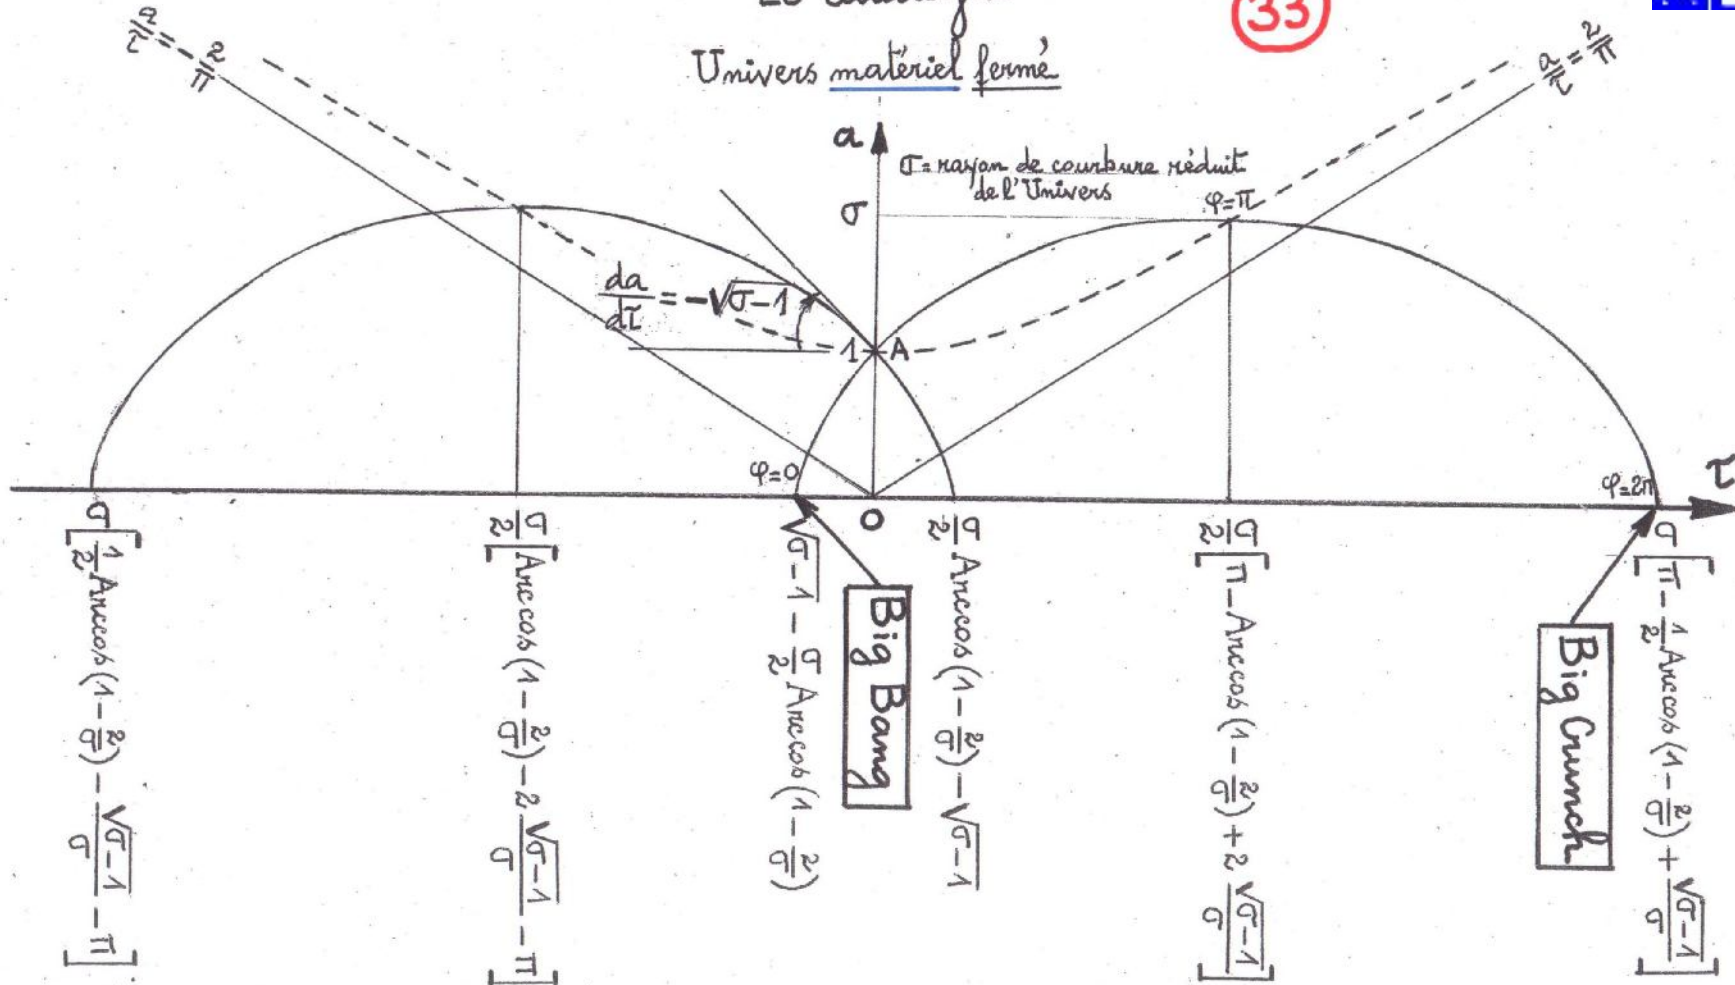 33
Univers matériel fermé
a/τ = -2/π
a/τ = 2/π
a
σ = rayon de courbure réduit
de l'Univers
σ
φ=π
da/dτ = -√σ-1
1
A
φ=0
φ=2π
τ
O
σ[1/2 Arccos(1-2/σ) - √σ-1/σ - π]
σ/2[Arccos(1-2/σ) - 2√σ-1/σ - π]
√σ-1 - σ/2 Arccos(1-2/σ)
Big Bang
σ/2 Arccos(1-2/σ) - √σ-1
σ/2[π - Arccos(1-2/σ) + 2√σ-1/σ]
Big Crunch
σ[π - 1/2 Arccos(1-2/σ) + √σ-1/σ]